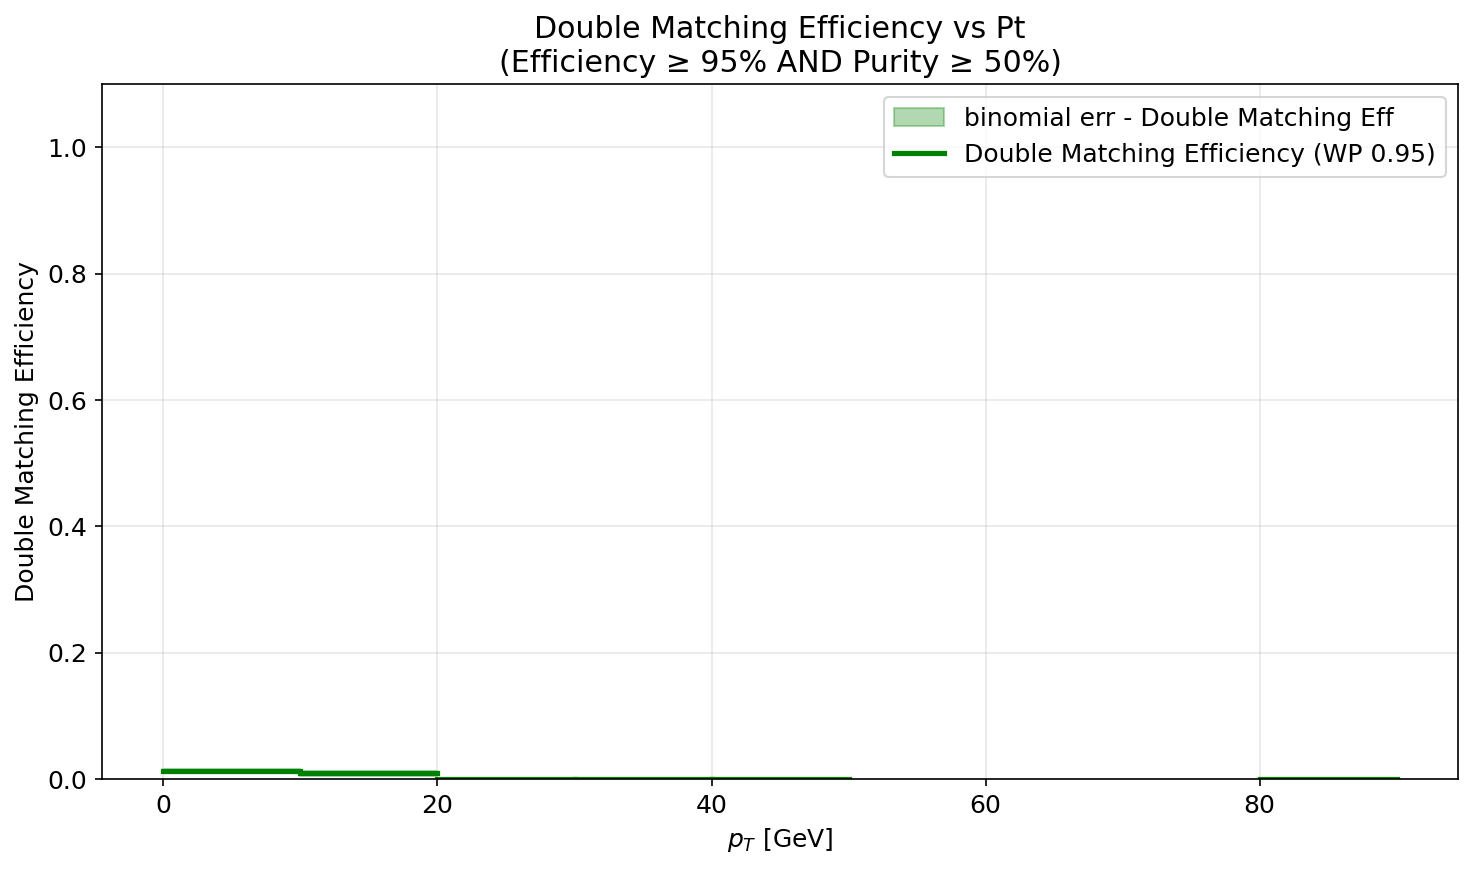 Double Matching Efficiency vs Pt
(Efficiency ≥ 95% AND Purity ≥ 50%)
binomial err - Double Matching Eff
Double Matching Efficiency (WP 0.95)
Double Matching Efficiency
1.0
0.8
0.6
0.4
0.2
0.0
0 20 40 60 80
p_T [GeV]